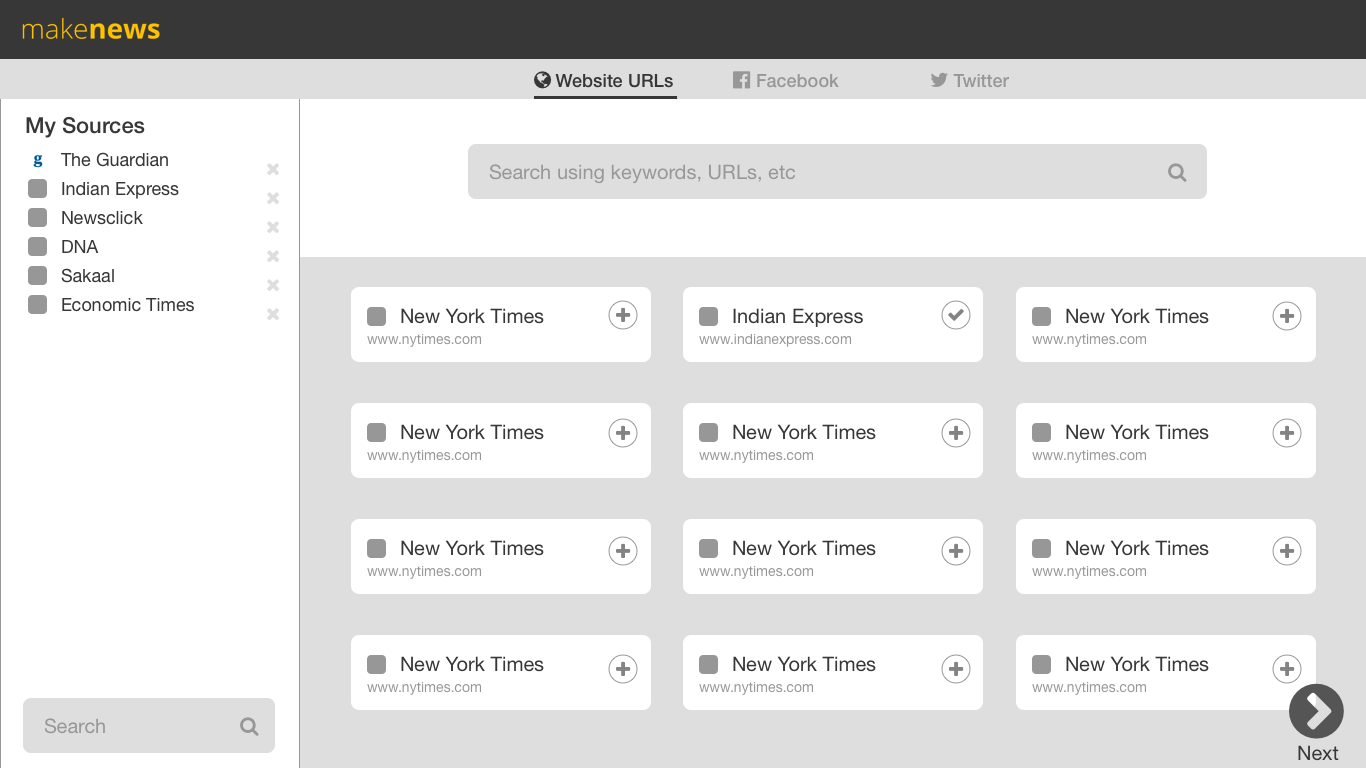 makenews
Website URLs
Facebook
Twitter
My Sources
g The Guardian
Indian Express
Newsclick
DNA
Sakaal
Economic Times
Search
Search using keywords, URLs, etc
New York Times
www.nytimes.com
Indian Express
www.indianexpress.com
New York Times
www.nytimes.com
New York Times
www.nytimes.com
New York Times
www.nytimes.com
New York Times
www.nytimes.com
New York Times
www.nytimes.com
New York Times
www.nytimes.com
New York Times
www.nytimes.com
New York Times
www.nytimes.com
New York Times
www.nytimes.com
New York Times
www.nytimes.com
Next